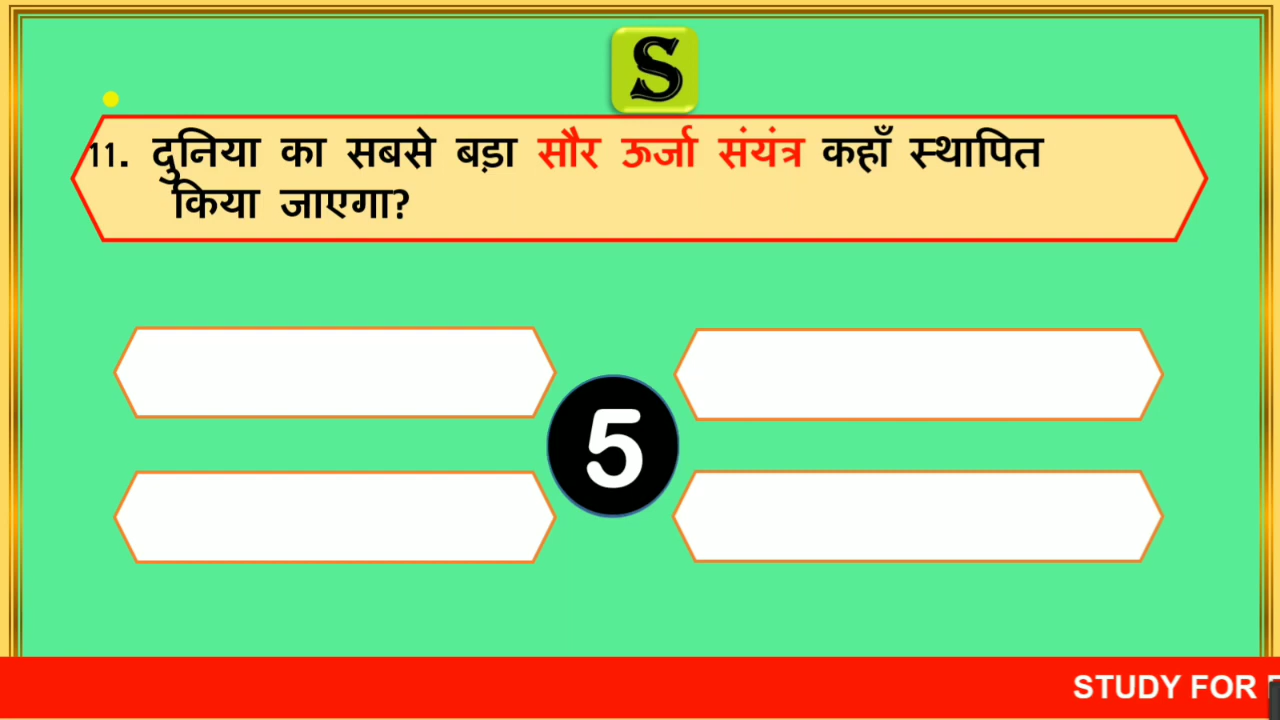 S
11. दुनिया का सबसे बड़ा सौर ऊर्जा संयंत्र कहाँ स्थापित
किया जाएगा?
5
STUDY FOR